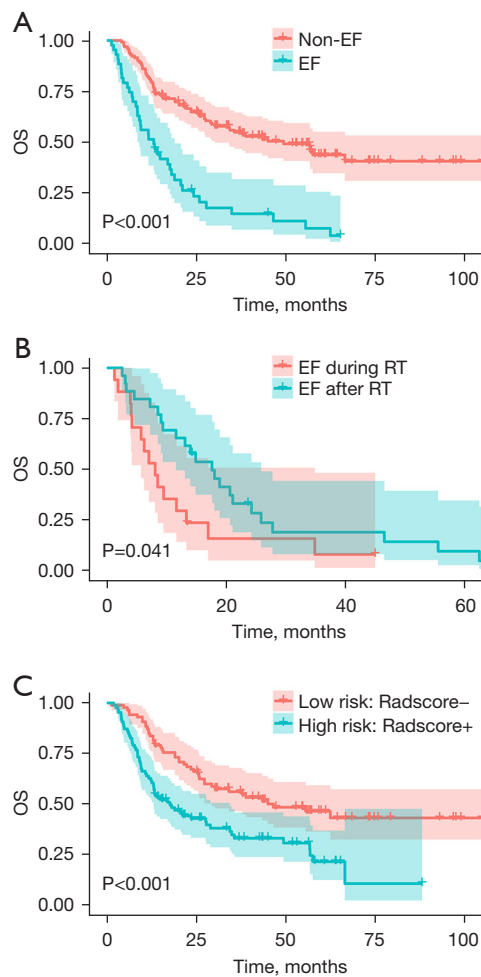 A
1.00
0.75
0.50
0.25
0.00
OS
Non-EF
EF
P<0.001
0 25 50 75 100
Time, months
B
1.00
0.75
0.50
0.25
0.00
OS
EF during RT
EF after RT
P=0.041
0 20 40 60
Time, months
C
1.00
0.75
0.50
0.25
0.00
OS
Low risk: Radscore−
High risk: Radscore+
P<0.001
0 25 50 75 100
Time, months